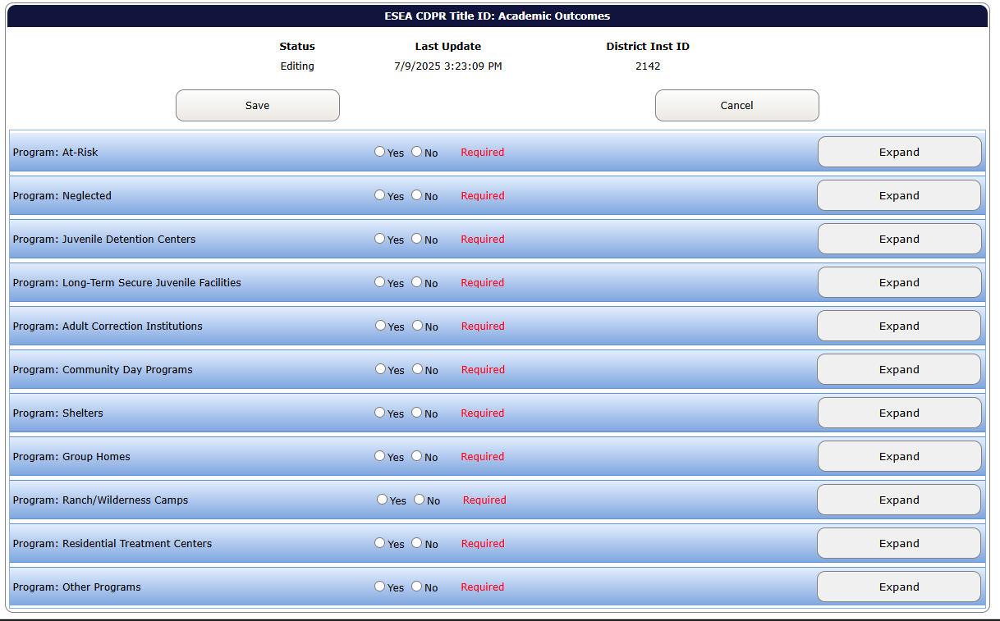 ESEA CDPR Title ID: Academic Outcomes
Status Last Update District Inst ID
Editing 7/9/2025 3:23:09 PM 2142
Save Cancel
Program: At-Risk Yes No Required Expand
Program: Neglected Yes No Required Expand
Program: Juvenile Detention Centers Yes No Required Expand
Program: Long-Term Secure Juvenile Facilities Yes No Required Expand
Program: Adult Correction Institutions Yes No Required Expand
Program: Community Day Programs Yes No Required Expand
Program: Shelters Yes No Required Expand
Program: Group Homes Yes No Required Expand
Program: Ranch/Wilderness Camps Yes No Required Expand
Program: Residential Treatment Centers Yes No Required Expand
Program: Other Programs Yes No Required Expand